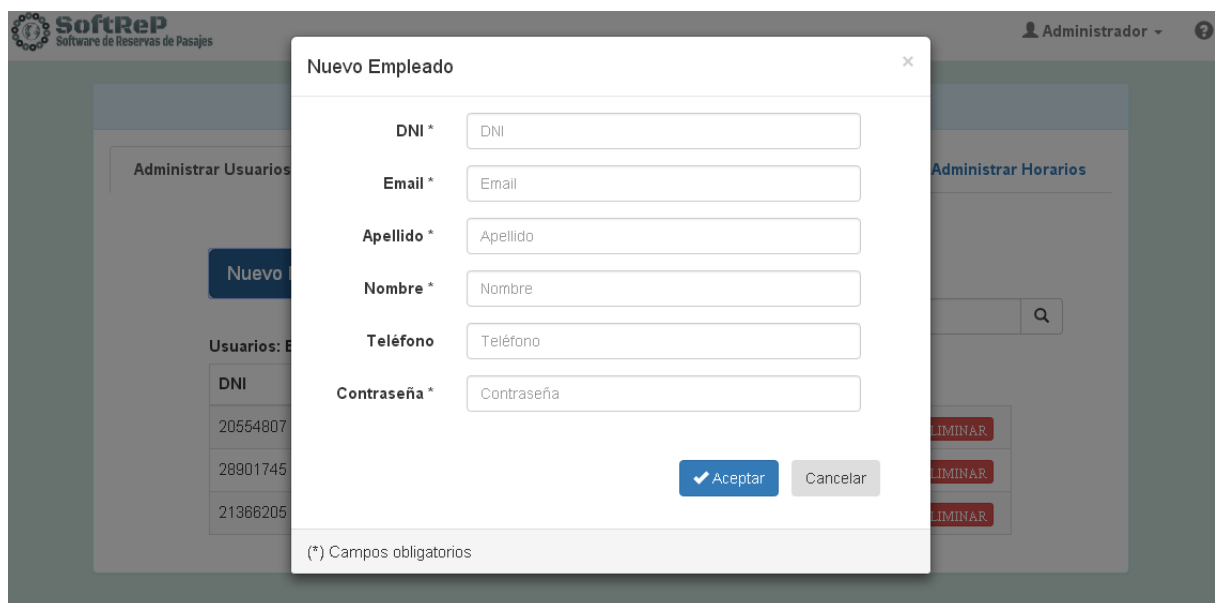 SoftReP
Software de Reservas de Pasajes
Administrador
Nuevo Empleado
×
DNI * DNI
Administrar Usuarios
Administrar Horarios
Email * Email
Apellido * Apellido
Nuevo
Nombre * Nombre
Teléfono Teléfono
Usuarios:
DNI
Contraseña * Contraseña
20554807
LIMINAR
28901745
LIMINAR
Aceptar Cancelar
21366205
LIMINAR
(*) Campos obligatorios